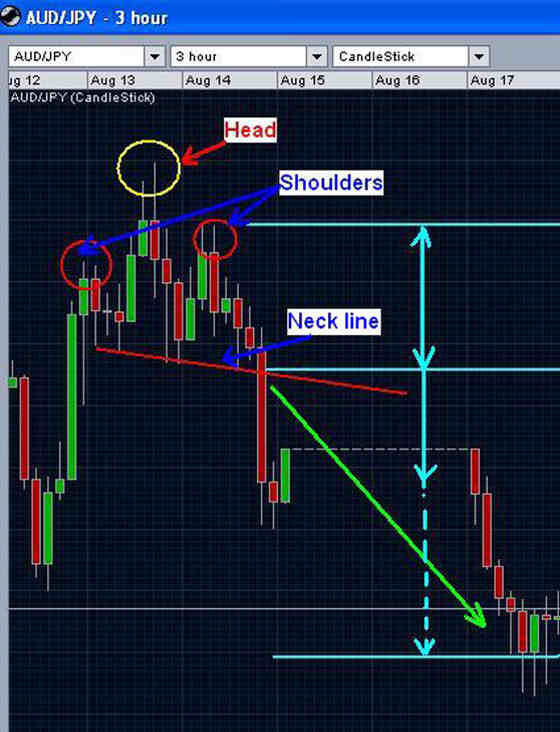 AUD/JPY - 3 hour
AUD/JPY 3 hour CandleStick
ug 12 Aug 13 Aug 14 Aug 15 Aug 16 Aug 17
AUD/JPY (CandleStick)
Head
Shoulders
Neck line